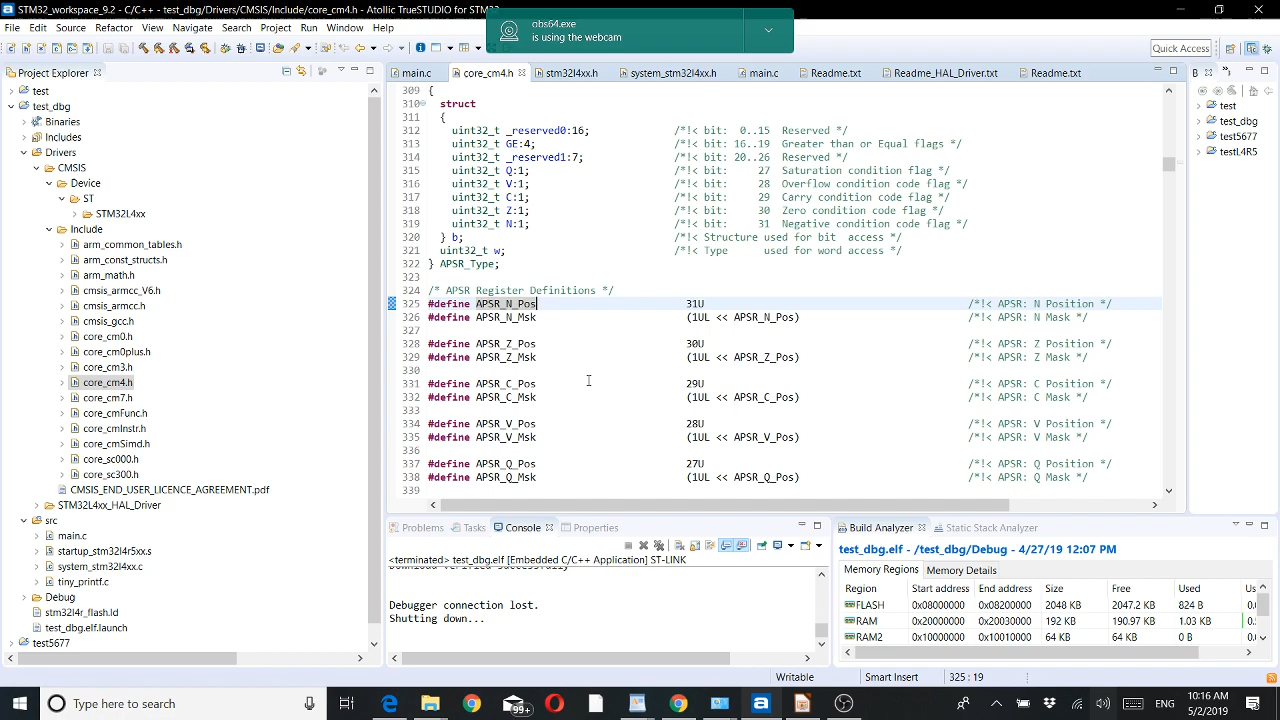 STM32_workspace_9.2 - C/C++ - test_dbg/Drivers/CMSIS/Include/core_cm4.h - Atollic TrueSTUDIO for STM32
obs64.exe
is using the webcam
File Edit Source Refactor Navigate Search Project Run Window Help
Quick Access
Project Explorer
main.c core_cm4.h stm32l4xx.h system_stm32l4xx.h main.c Readme.txt Readme_HAL_Driver.txt Readme.txt
B
test
test_dbg
Binaries
Includes
Drivers
CMSIS
Device
ST
STM32L4xx
Include
arm_common_tables.h
arm_const_structs.h
arm_math.h
cmsis_armcc_V6.h
cmsis_armcc.h
cmsis_gcc.h
core_cm0.h
core_cm0plus.h
core_cm3.h
core_cm4.h
core_cm7.h
core_cmFunc.h
core_cmInstr.h
core_cmSimd.h
core_sc000.h
core_sc300.h
CMSIS_END_USER_LICENCE_AGREEMENT.pdf
STM32L4xx_HAL_Driver
src
main.c
startup_stm32l4r5xx.s
system_stm32l4xx.c
tiny_printf.c
Debug
stm32l4r_flash.ld
test_dbg.elf.launch
test5677
309 {
310 struct
311 {
312 uint32_t _reserved0:16; /*!< bit: 0..15 Reserved */
313 uint32_t GE:4; /*!< bit: 16..19 Greater than or Equal flags */
314 uint32_t _reserved1:7; /*!< bit: 20..26 Reserved */
315 uint32_t Q:1; /*!< bit: 27 Saturation condition flag */
316 uint32_t V:1; /*!< bit: 28 Overflow condition code flag */
317 uint32_t C:1; /*!< bit: 29 Carry condition code flag */
318 uint32_t Z:1; /*!< bit: 30 Zero condition code flag */
319 uint32_t N:1; /*!< bit: 31 Negative condition code flag */
320 } b; /*!< Structure used for bit access */
321 uint32_t w; /*!< Type used for word access */
322 } APSR_Type;
323
324 /* APSR Register Definitions */
325 #define APSR_N_Pos 31U /*!< APSR: N Position */
326 #define APSR_N_Msk (1UL << APSR_N_Pos) /*!< APSR: N Mask */
327
328 #define APSR_Z_Pos 30U /*!< APSR: Z Position */
329 #define APSR_Z_Msk (1UL << APSR_Z_Pos) /*!< APSR: Z Mask */
330
331 #define APSR_C_Pos 29U /*!< APSR: C Position */
332 #define APSR_C_Msk (1UL << APSR_C_Pos) /*!< APSR: C Mask */
333
334 #define APSR_V_Pos 28U /*!< APSR: V Position */
335 #define APSR_V_Msk (1UL << APSR_V_Pos) /*!< APSR: V Mask */
336
337 #define APSR_Q_Pos 27U /*!< APSR: Q Position */
338 #define APSR_Q_Msk (1UL << APSR_Q_Pos) /*!< APSR: Q Mask */
339
test
test_dbg
test5677
testL4R5
Problems Tasks Console Properties
<terminated> test_dbg.elf [Embedded C/C++ Application] ST-LINK
Download verified successfully
Debugger connection lost.
Shutting down...
Build Analyzer Static Stack Analyzer
test_dbg.elf - /test_dbg/Debug - 4/27/19 12:07 PM
Memory Regions Memory Details
Region Start address End address Size Free Used Us
FLASH 0x08000000 0x08200000 2048 KB 2047.2 KB 824 B 0.
RAM 0x20000000 0x20030000 192 KB 190.97 KB 1.03 KB 0.
RAM2 0x10000000 0x10010000 64 KB 64 KB 0 B 0.
Writable Smart Insert 325 : 19
Type here to search
99+
10:16 AM
5/2/2019